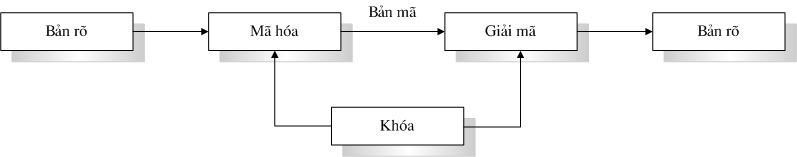 Bản mã
Bản rõ
Mã hóa
Giải mã
Bản rõ
Khóa